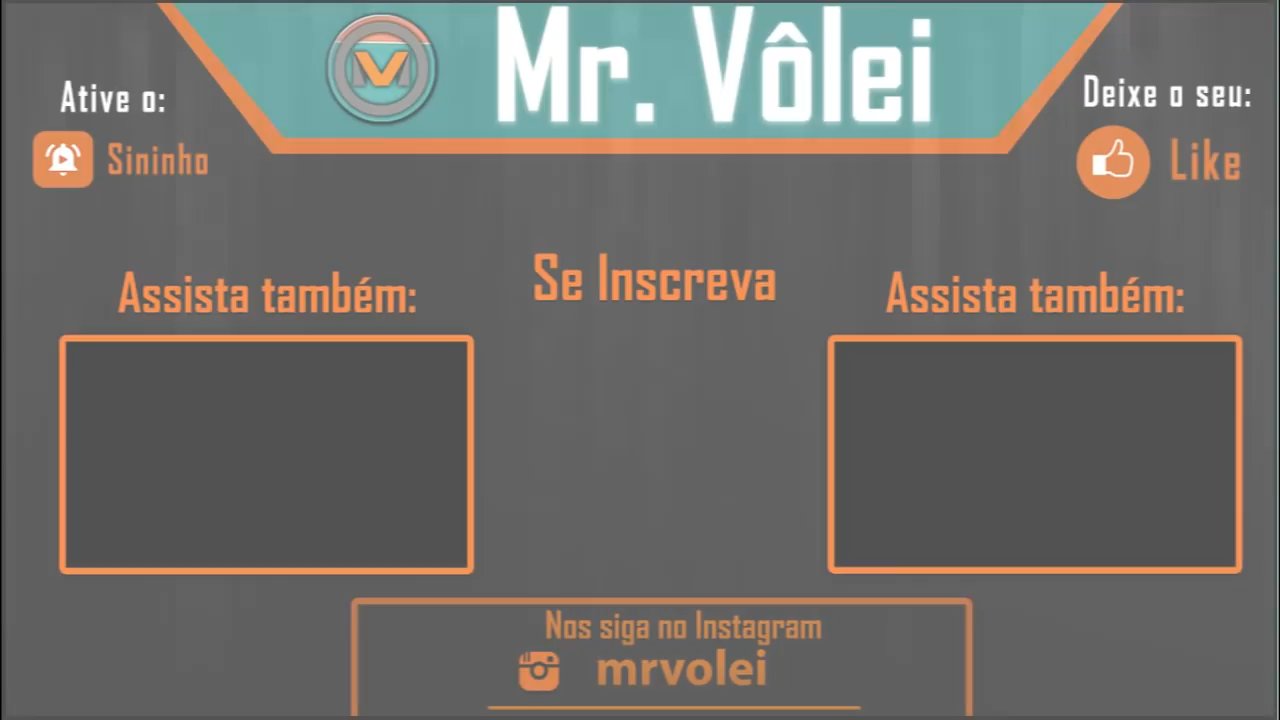 Mr. Vôlei
Ative o:
Sininho
Deixe o seu:
Like
Assista também:
Se Inscreva
Assista também:
Nos siga no Instagram
mrvolei